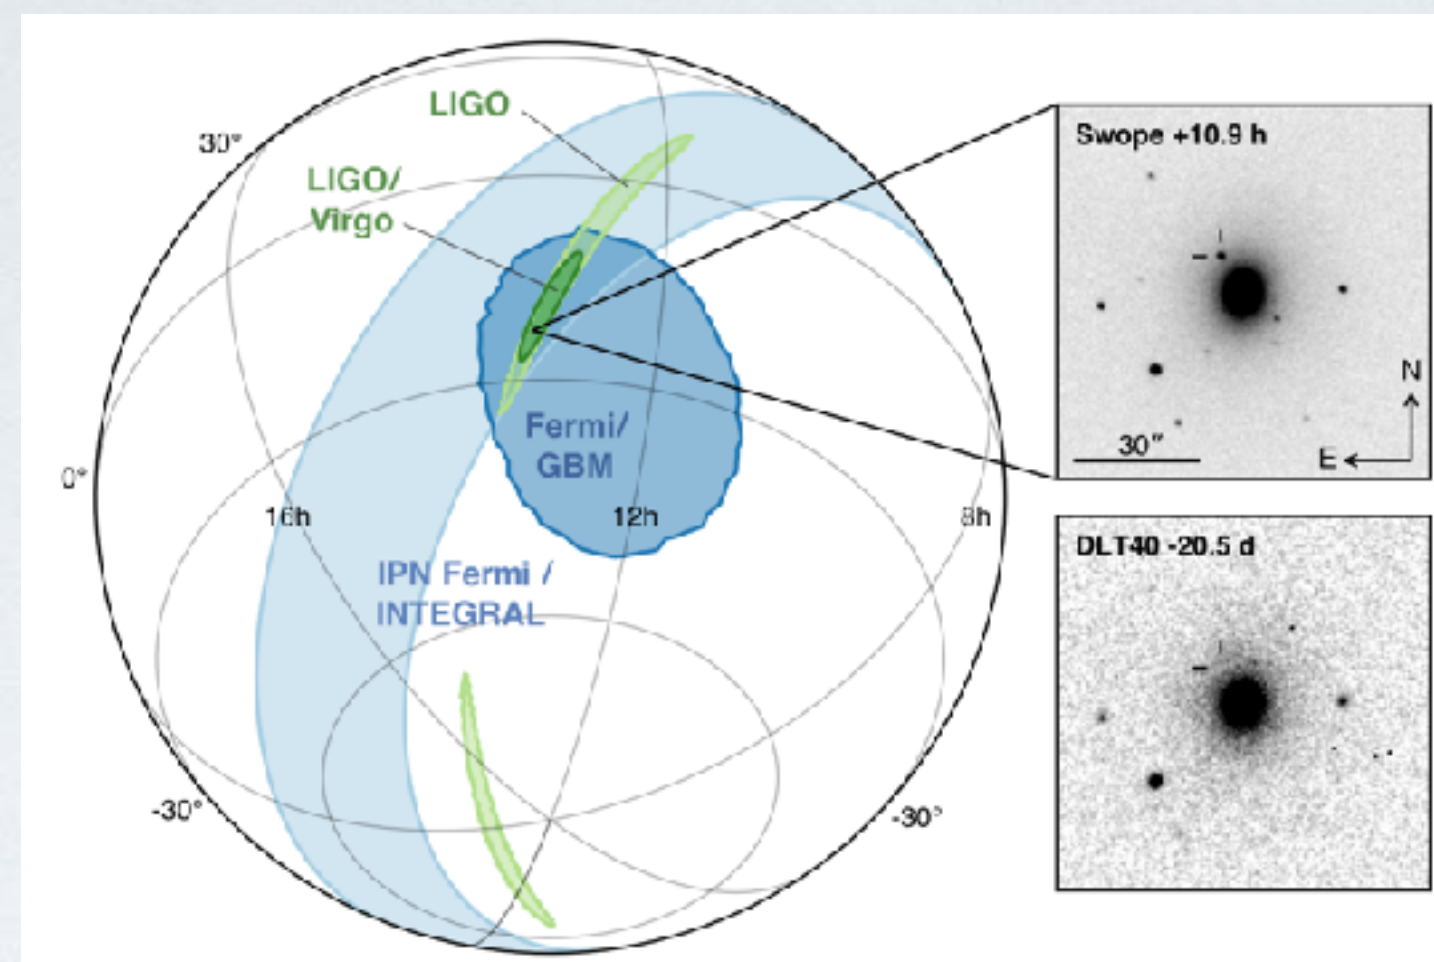 LIGO
30°
LIGO/
Virgo
Fermi/
GBM
0°
16h
12h
8h
IPN Fermi /
INTEGRAL
-30°
-30°
Swope +10.9 h
N
30"
E
DLT40 -20.5 d